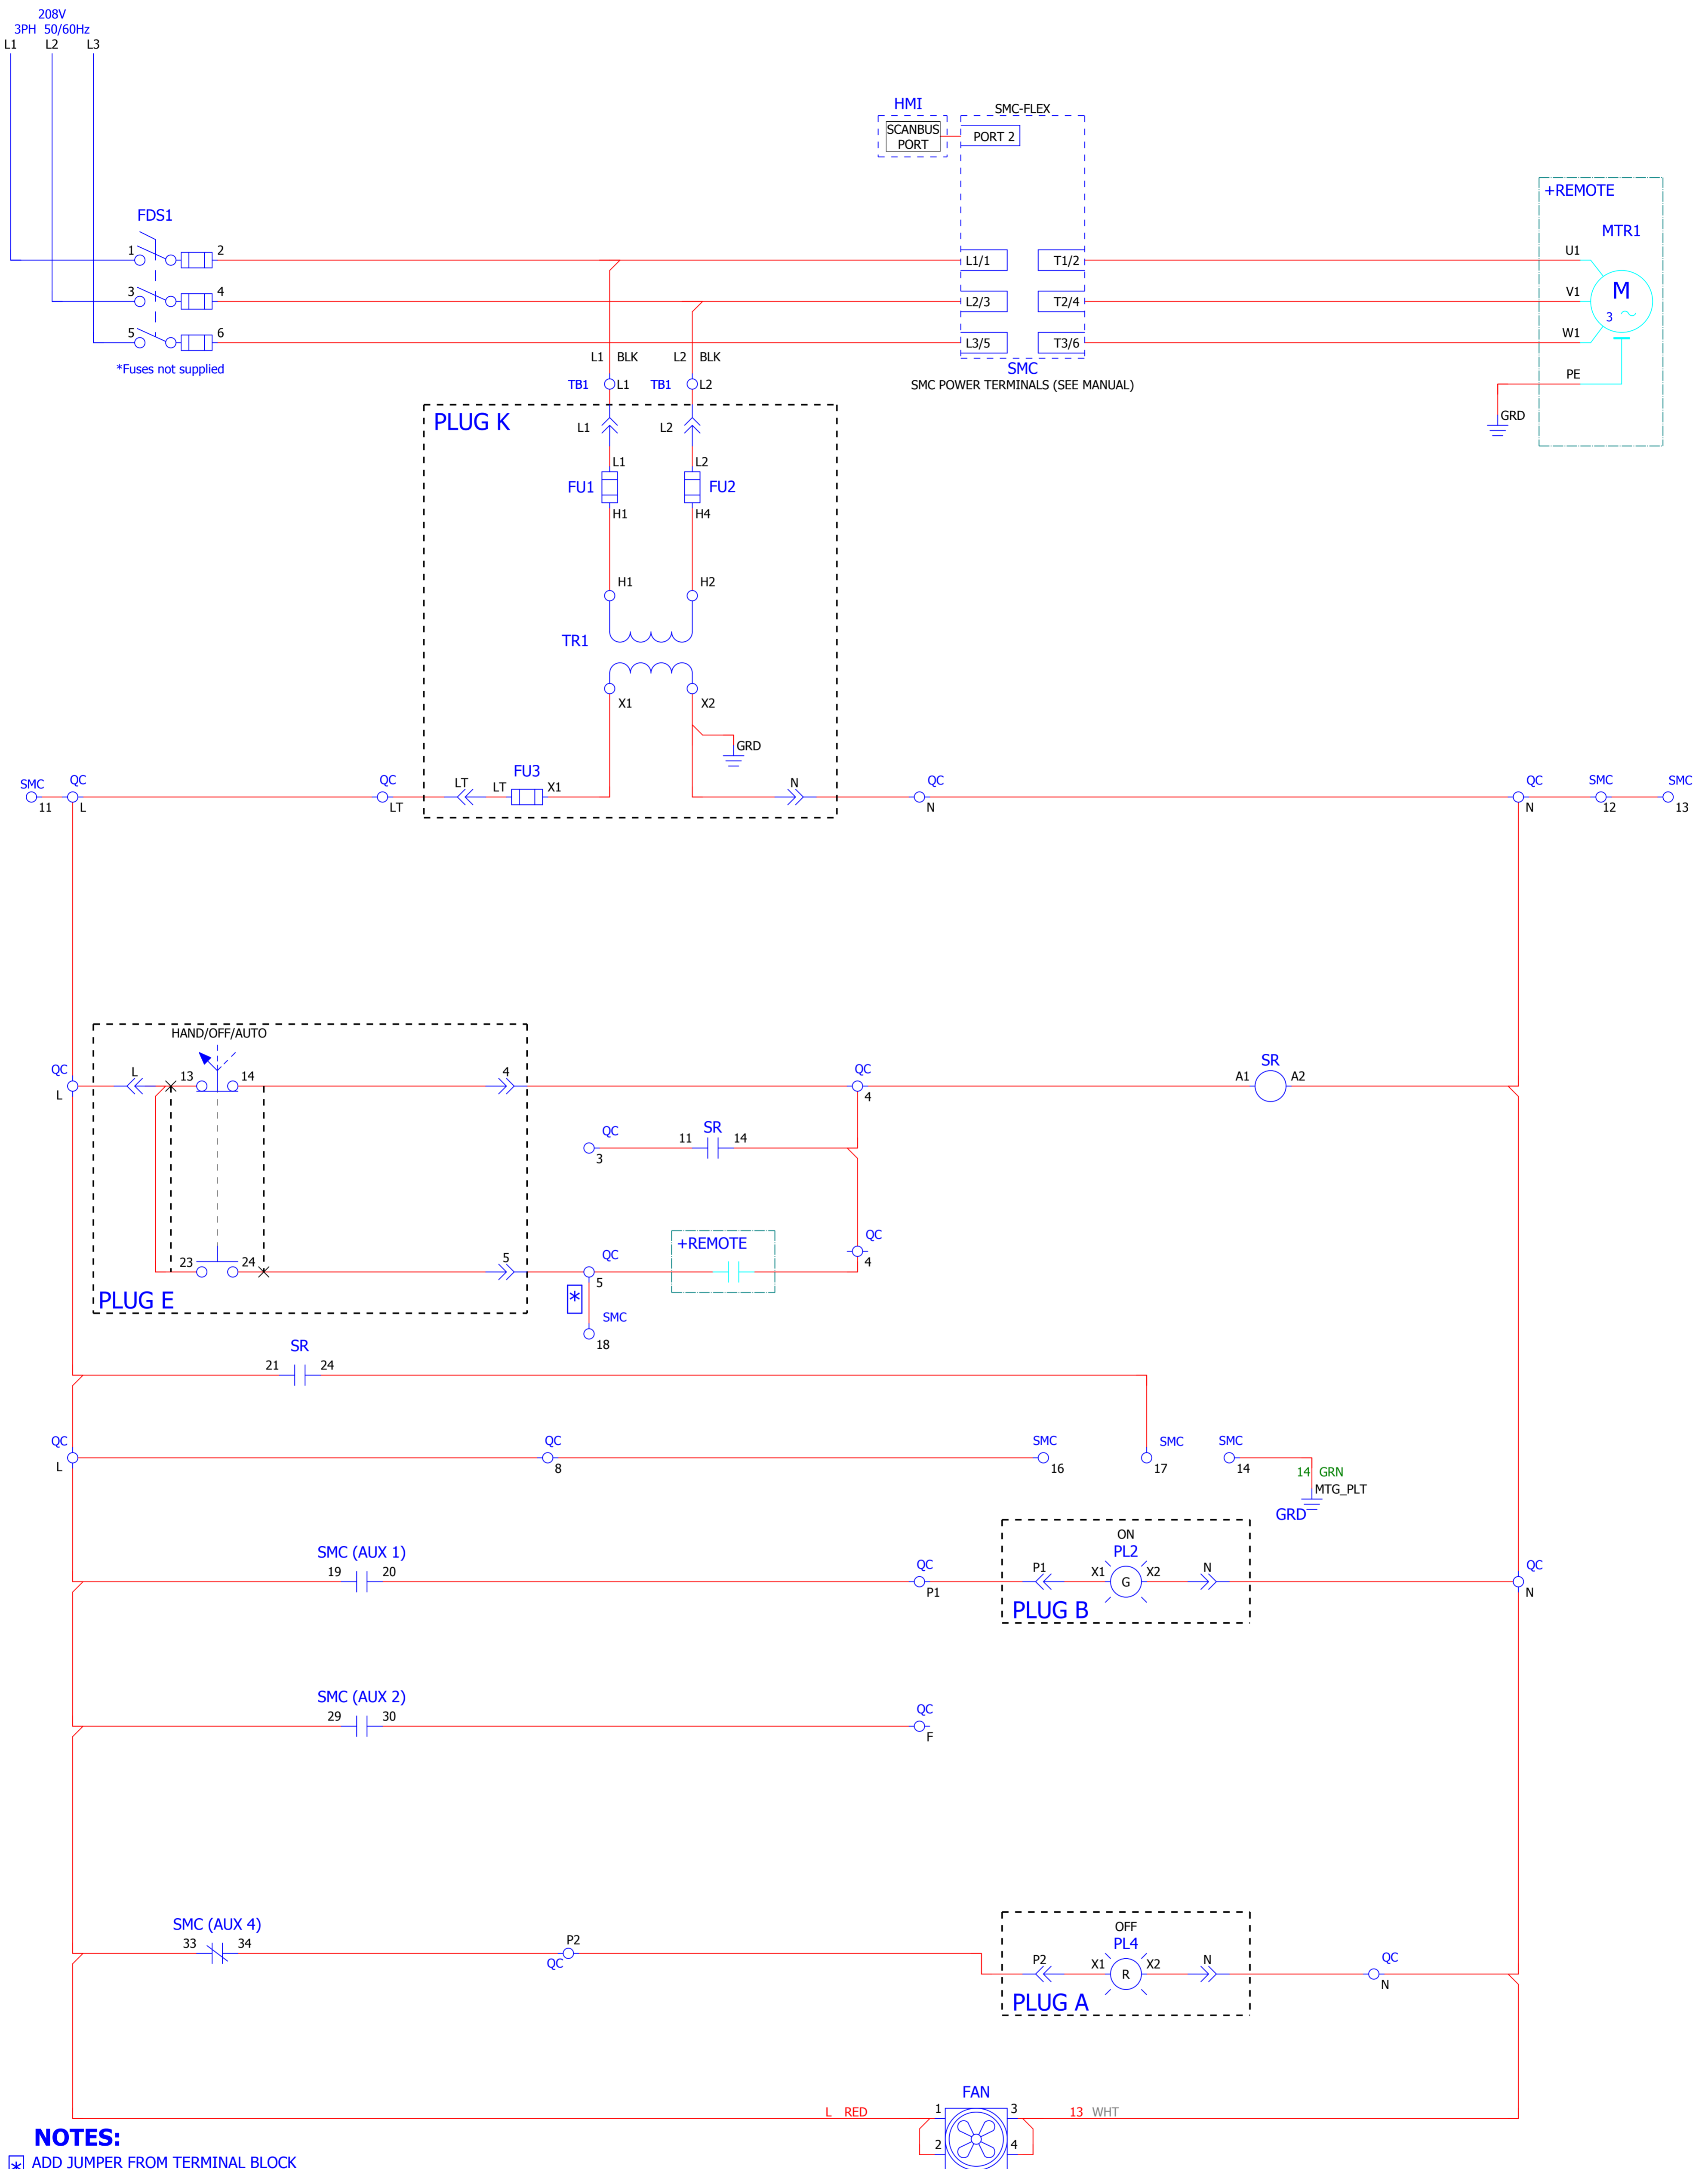 208V
3PH 50/60Hz
L1 L2 L3
HMI
SCANBUS
PORT
SMC-FLEX
PORT 2
+REMOTE
MTR1
FDS1
1 2
L1/1 T1/2
U1
3 4
L2/3 T2/4
V1
M
3
5 6
L3/5 T3/6
W1
*Fuses not supplied
SMC
SMC POWER TERMINALS (SEE MANUAL)
PE
GRD
L1 BLK L2 BLK
TB1 L1 TB1 L2
PLUG K
L1 L2
L1 L2
FU1 FU2
H1 H4
H1 H2
TR1
X1 X2
GRD
SMC QC QC LT LT FU3 X1 N QC QC SMC SMC
11 L LT N N 12 13
HAND/OFF/AUTO
QC L 13 14 4 QC SR
A1 A2
L 4
QC 11 SR 14
3
+REMOTE
QC
4
23 24 5 QC
5
PLUG E
*
SMC
18
SR
21 24
QC QC SMC SMC SMC
L 8 16 17 14
14 GRN
MTG_PLT
GRD
ON
SMC (AUX 1) PL2
19 20 QC P1 X1 G X2 N QC
P1 N
PLUG B
SMC (AUX 2)
29 30 QC
F
SMC (AUX 4)
33 34 P2
QC
OFF
PL4
P2 X1 R X2 N QC
N
PLUG A
FAN
L RED 1 3 13 WHT
2 4
NOTES:
* ADD JUMPER FROM TERMINAL BLOCK